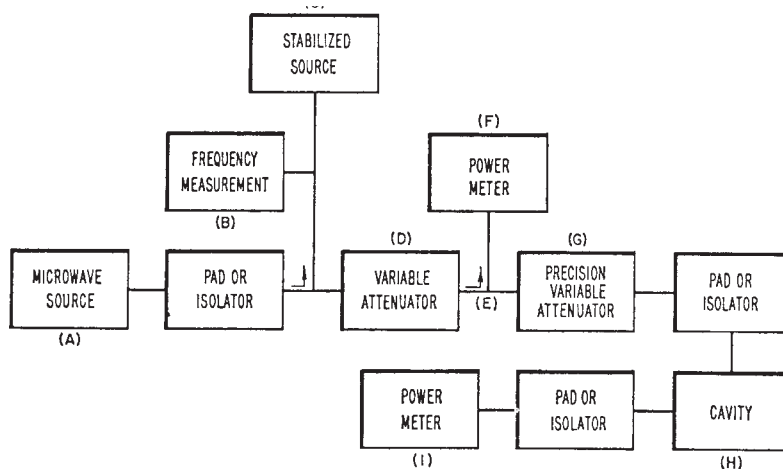 STABILIZED
SOURCE
(F)
FREQUENCY
MEASUREMENT
POWER
METER
(B)
(D)
(G)
MICROWAVE
SOURCE
PAD OR
ISOLATOR
VARIABLE
ATTENUATOR
PRECISION
VARIABLE
ATTENUATOR
PAD OR
ISOLATOR
(A)
(E)
POWER
METER
PAD OR
ISOLATOR
CAVITY
(I)
(H)